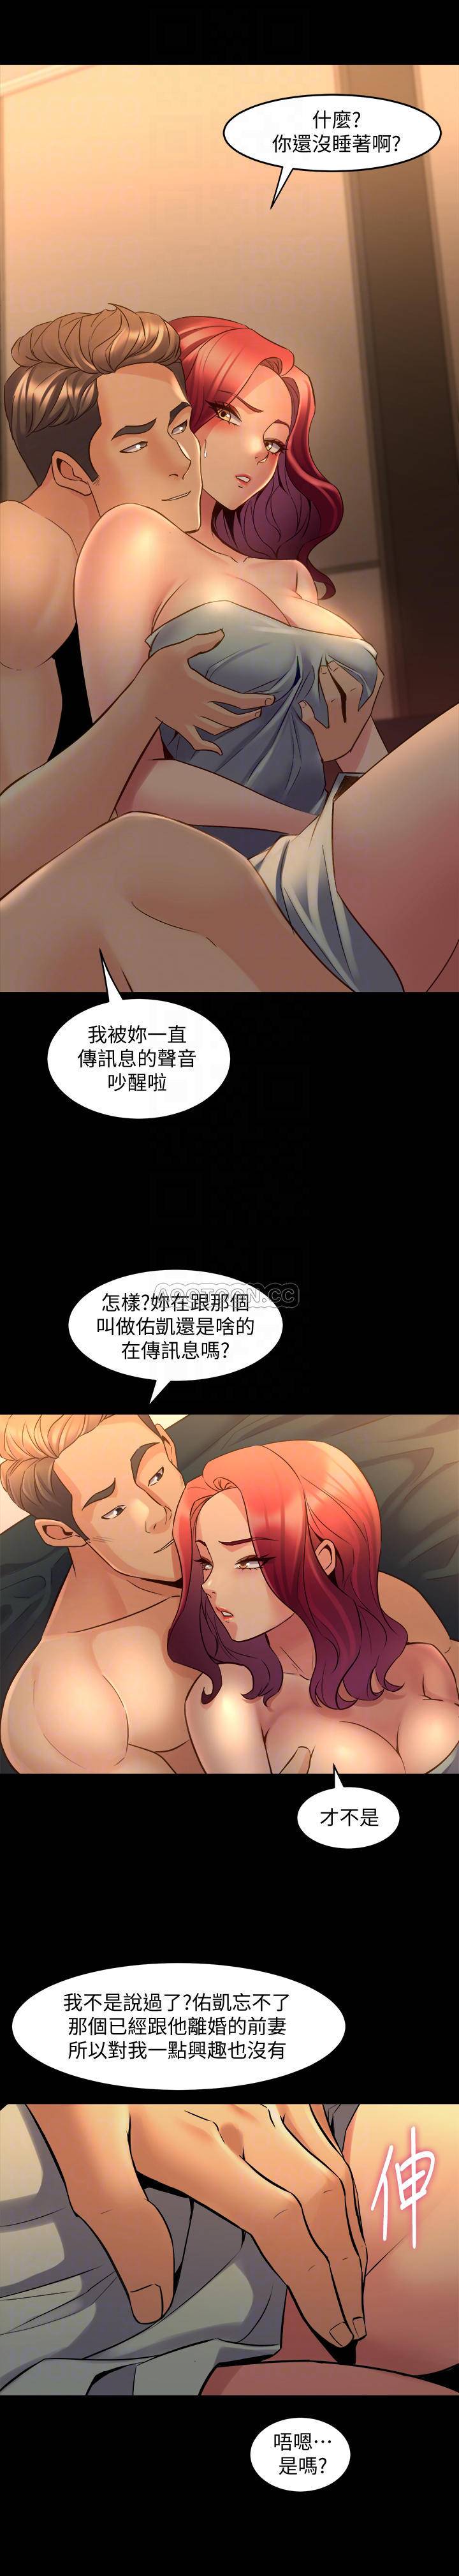 什麼?
你還沒睡著啊?
我被妳一直
傳訊息的聲音
吵醒啦
AOCTOON.CC
怎樣?妳在跟那個
叫做佑凱還是啥的
在傳訊息嗎?
才不是
我不是說過了?佑凱忘不了
那個已經跟他離婚的前妻
所以對我一點興趣也沒有
伸
唔嗯…
是嗎?